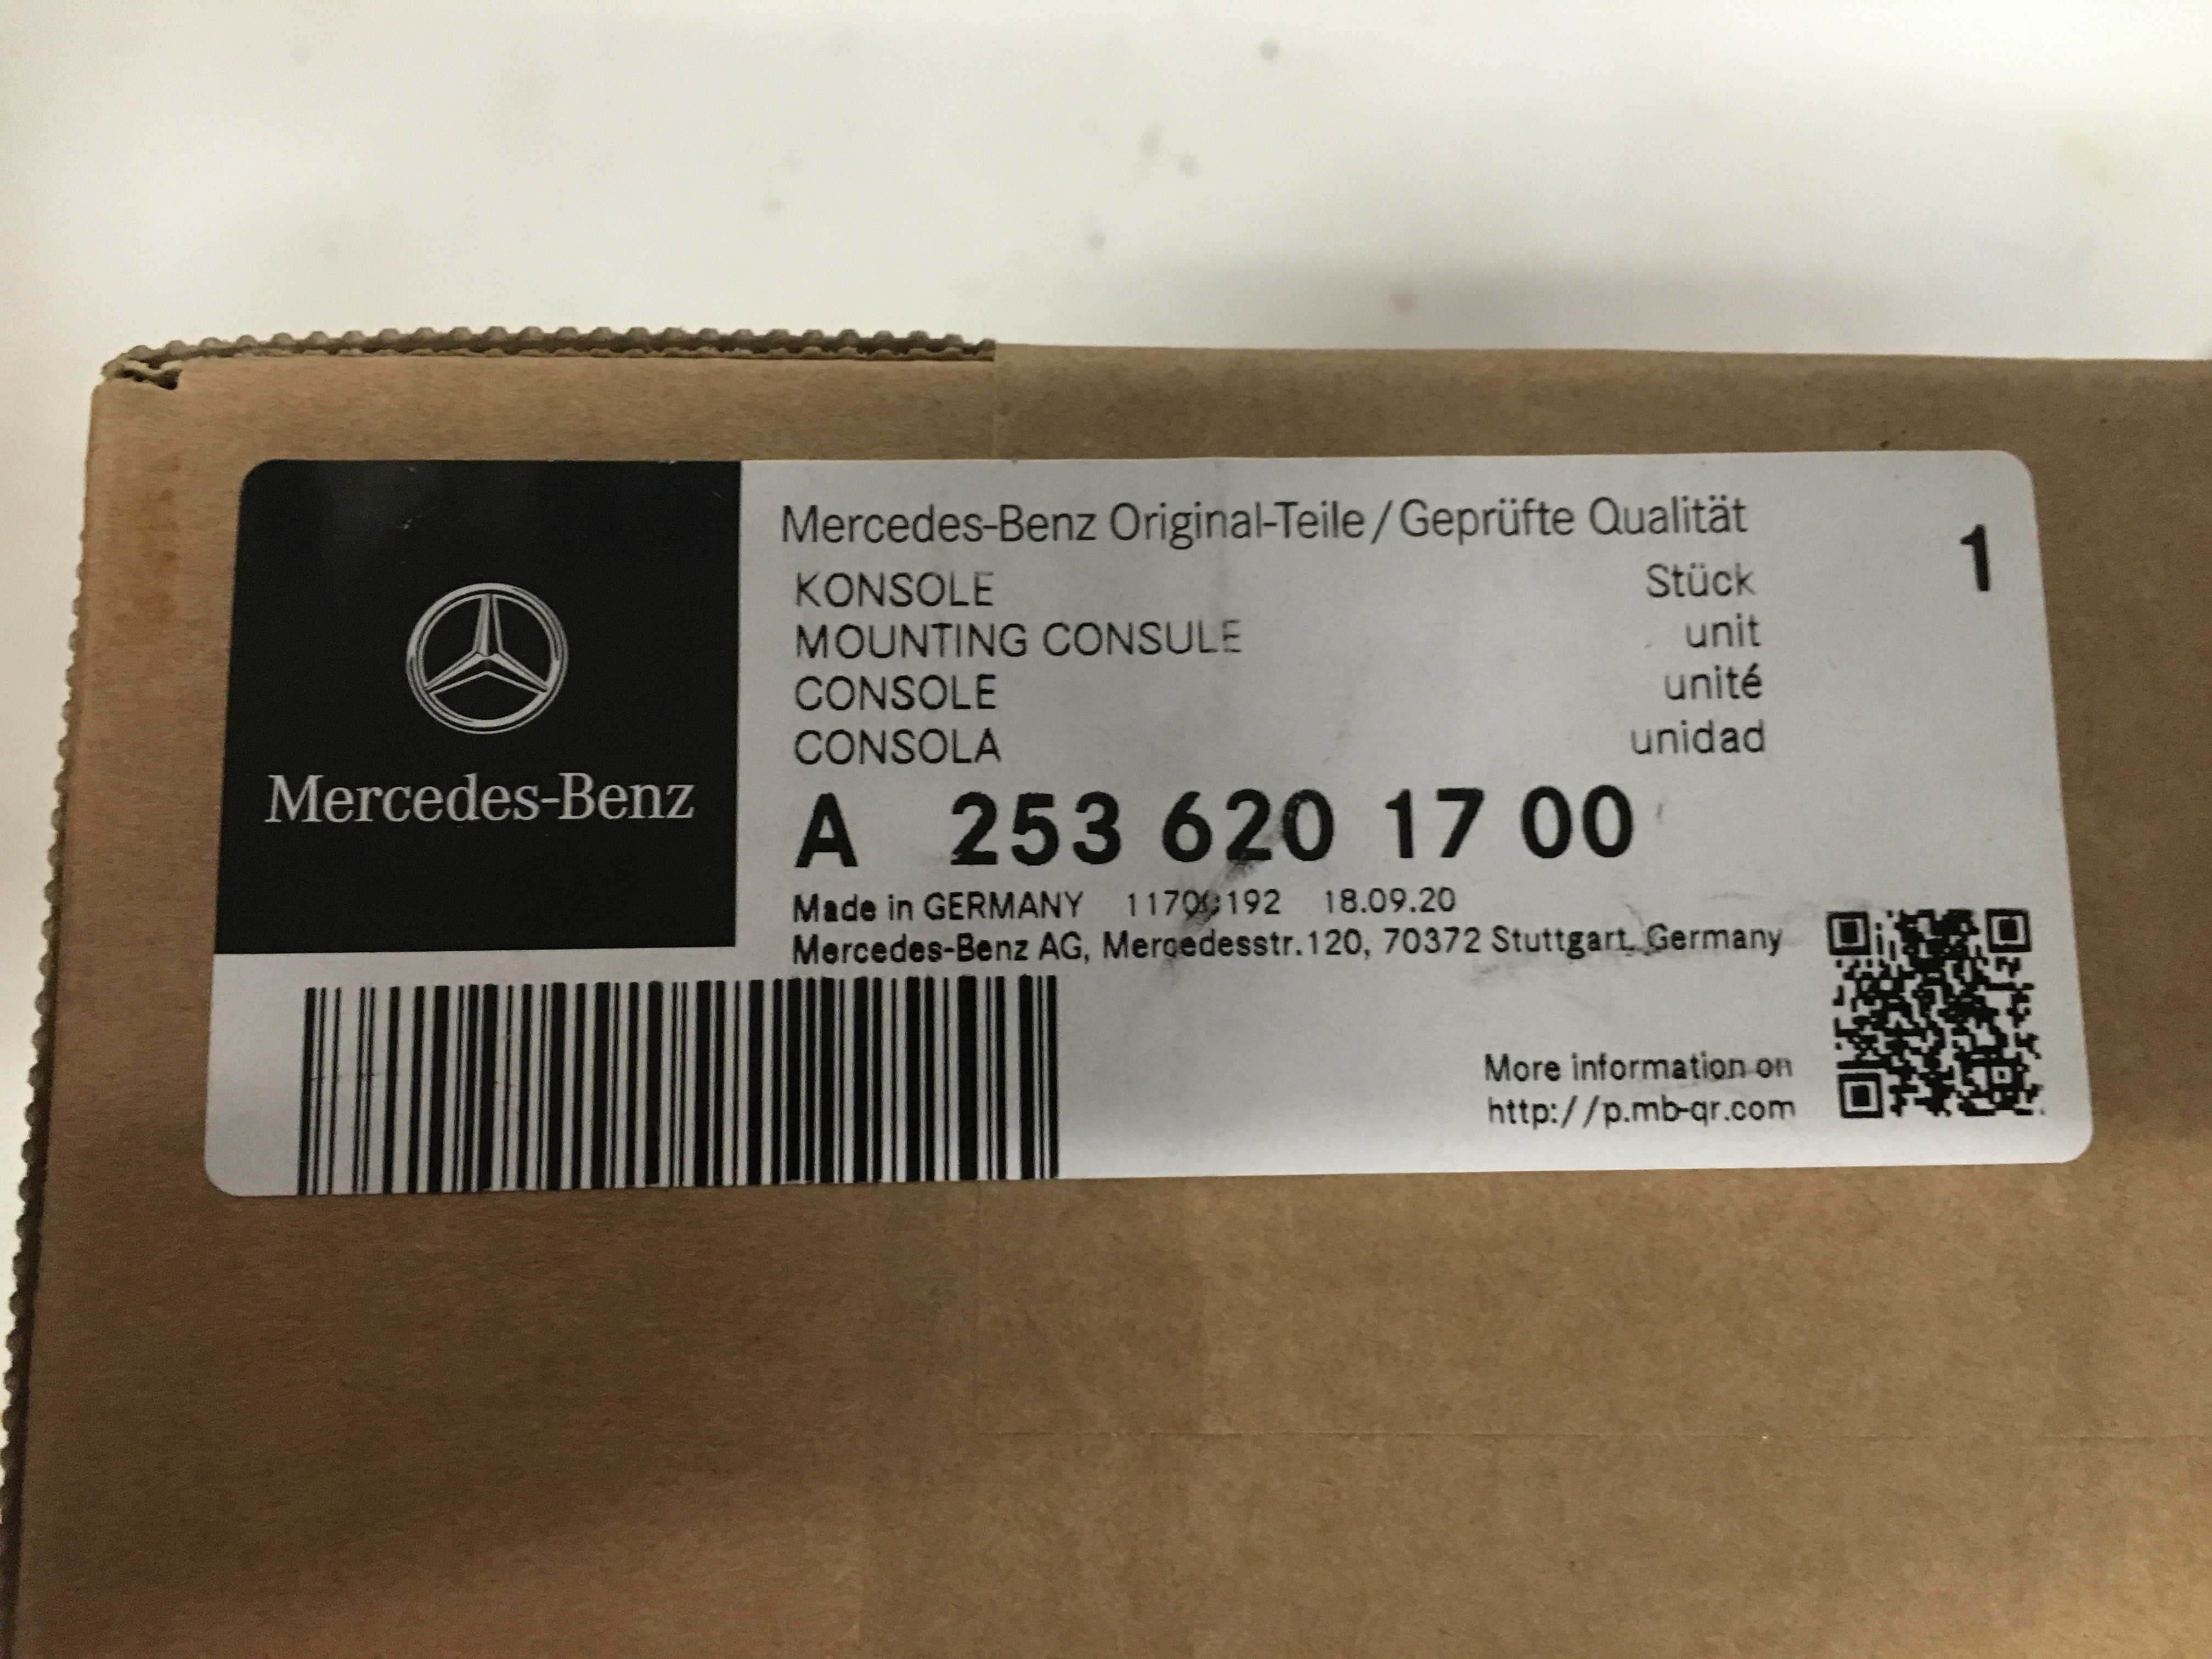 Mercedes-Benz
Mercedes-Benz Original-Teile/Geprüfte Qualität
1
KONSOLE Stück
MOUNTING CONSULE unit
CONSOLE unité
CONSOLA unidad
A 253 620 17 00
Made in GERMANY 18.09.20
Mercedes-Benz AG, Mercedesstr.120, 70372 Stuttgart, Germany
More information on
http://p.mb-qr.com